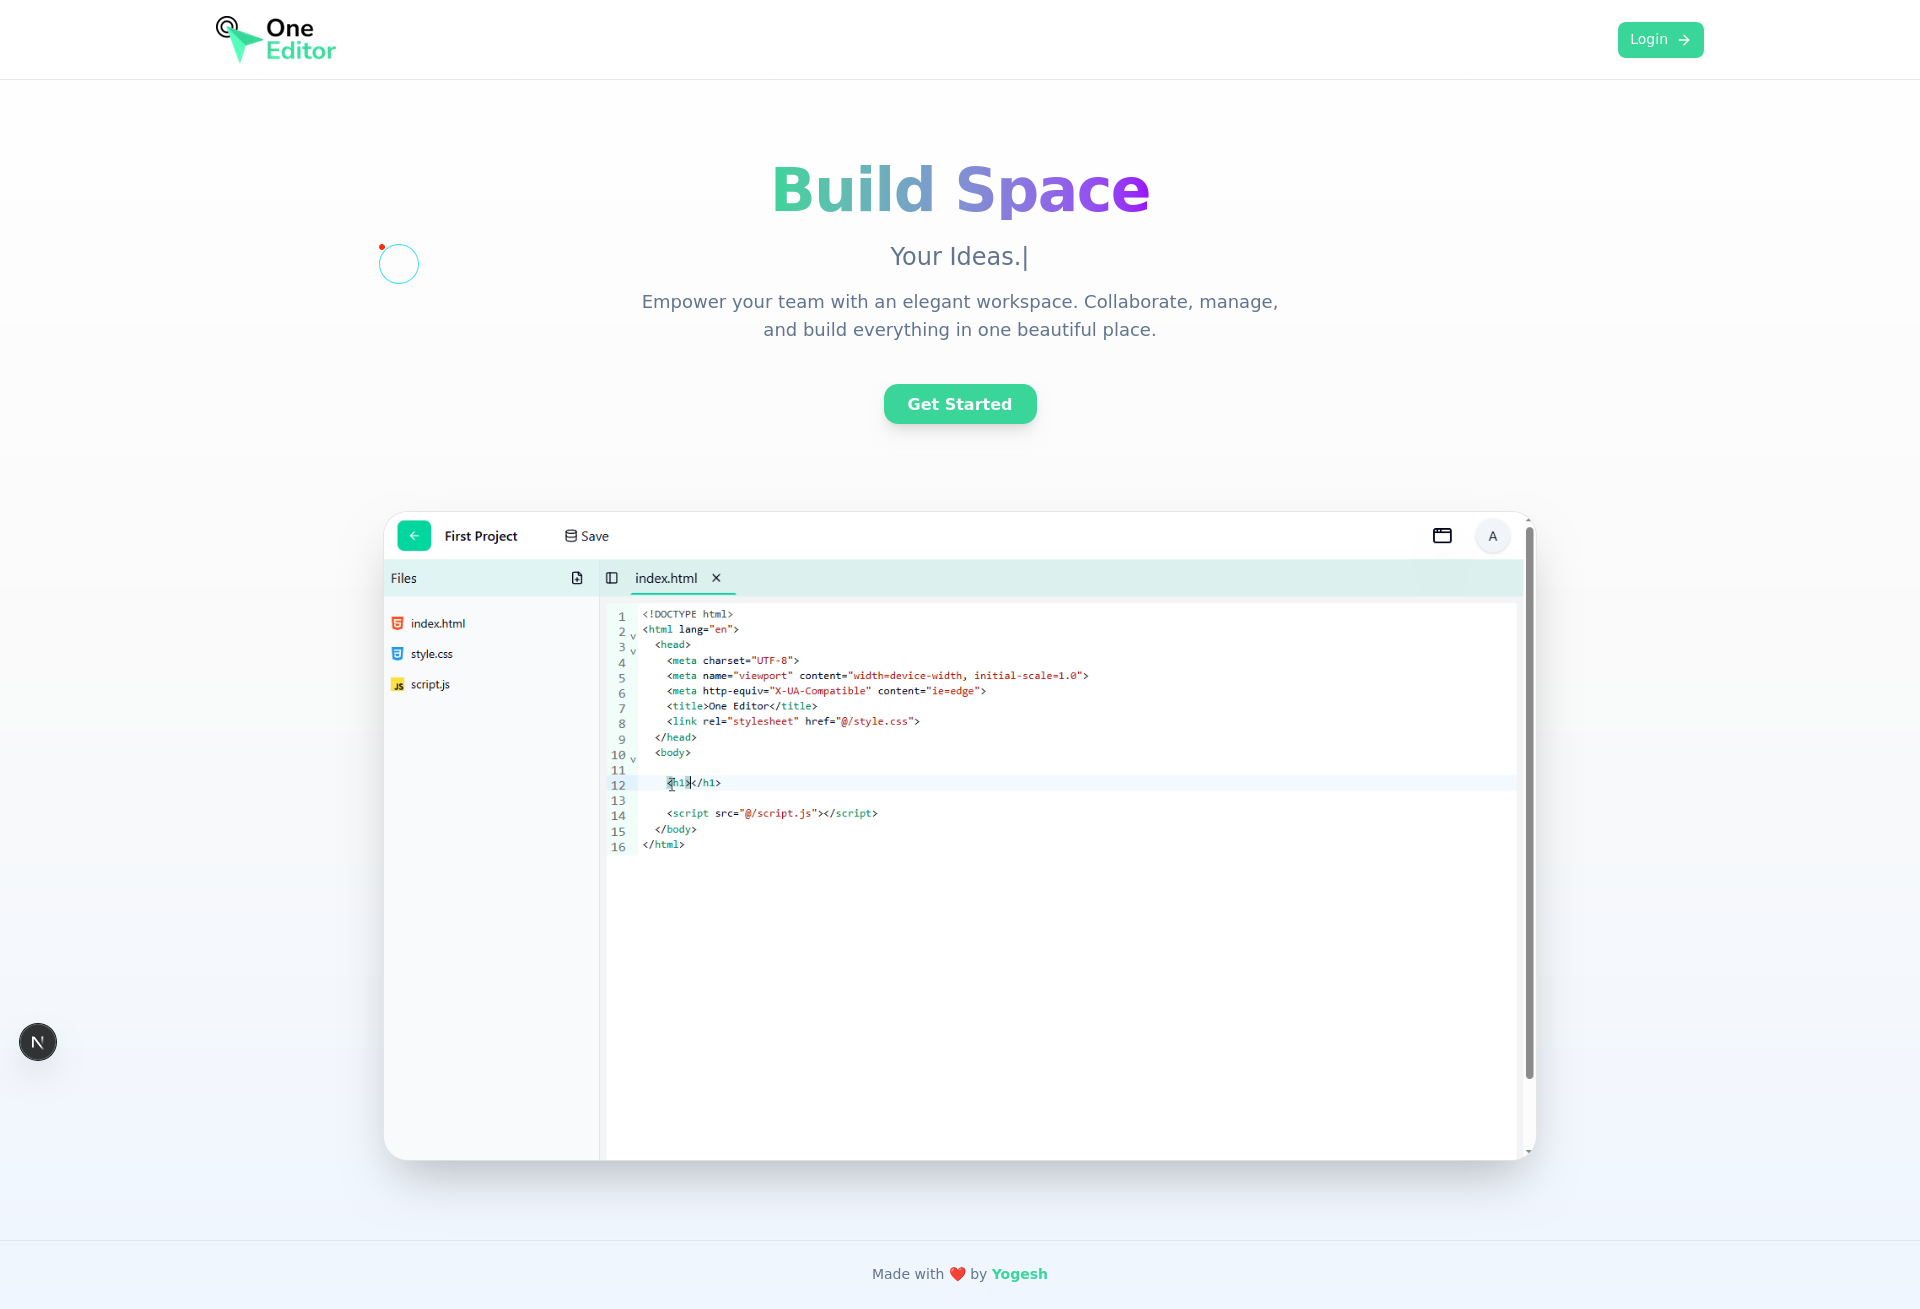 One
Editor
Login
Build Space
Your Ideas.|
Empower your team with an elegant workspace. Collaborate, manage,
and build everything in one beautiful place.
Get Started
First Project
Save
A
Files
index.html
index.html
style.css
script.js
1 <!DOCTYPE html>
2 <html lang="en">
3 <head>
4 <meta charset="UTF-8">
5 <meta name="viewport" content="width=device-width, initial-scale=1.0">
6 <meta http-equiv="X-UA-Compatible" content="ie=edge">
7 <title>One Editor</title>
8 <link rel="stylesheet" href="@/style.css">
9 </head>
10 <body>
11
12 <h1></h1>
13
14 <script src="@/script.js"></script>
15 </body>
16 </html>
N
Made with ❤️ by Yogesh